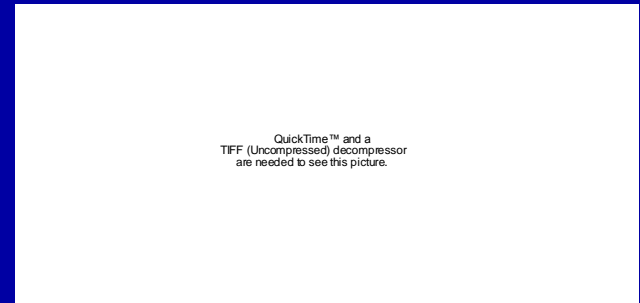 QuickTime™ and a
TIFF (Uncompressed) decompressor
are needed to see this picture.